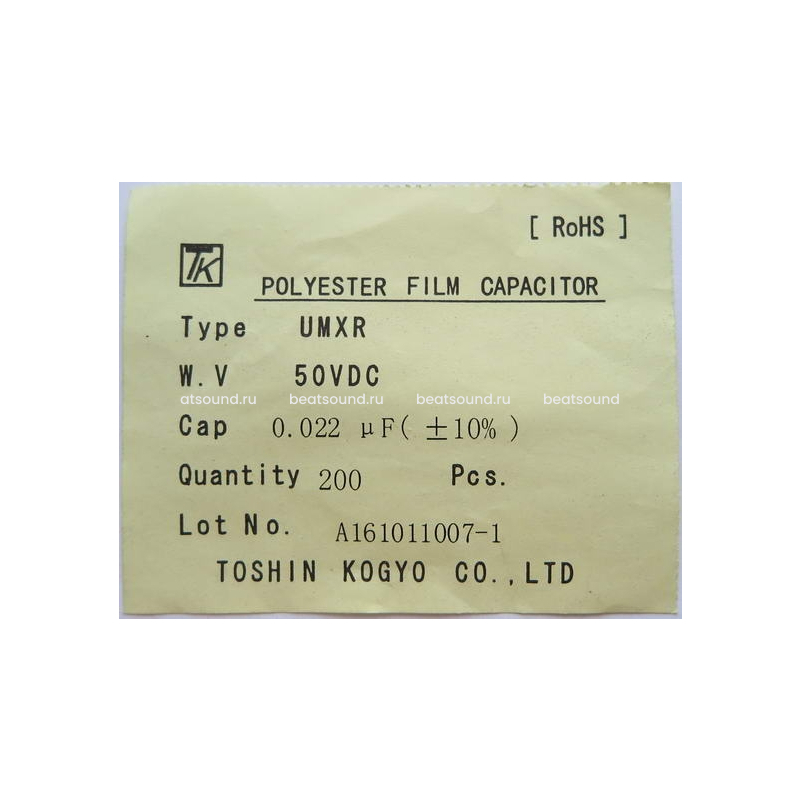 [ RoHS ]
TK
POLYESTER FILM CAPACITOR
Type UMXR
W.V 50VDC
atsound.ru beatsound.ru beatsound.ru beatsound
Cap 0.022 μF( ±10% )
Quantity 200 Pcs.
Lot No. A161011007-1
TOSHIN KOGYO CO.,LTD